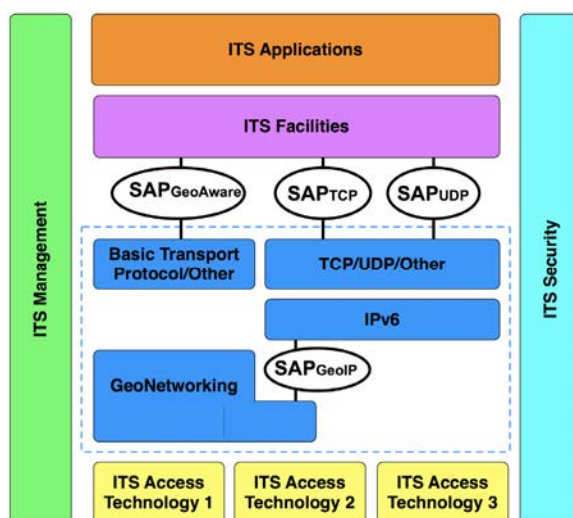 ITS Applications
ITS Facilities
SAPGeoAware
SAPTCP
SAPUDP
Basic Transport
Protocol/Other
TCP/UDP/Other
IPv6
SAPGeoIP
GeoNetworking
ITS Access
Technology 1
ITS Access
Technology 2
ITS Access
Technology 3
ITS Management
ITS Security